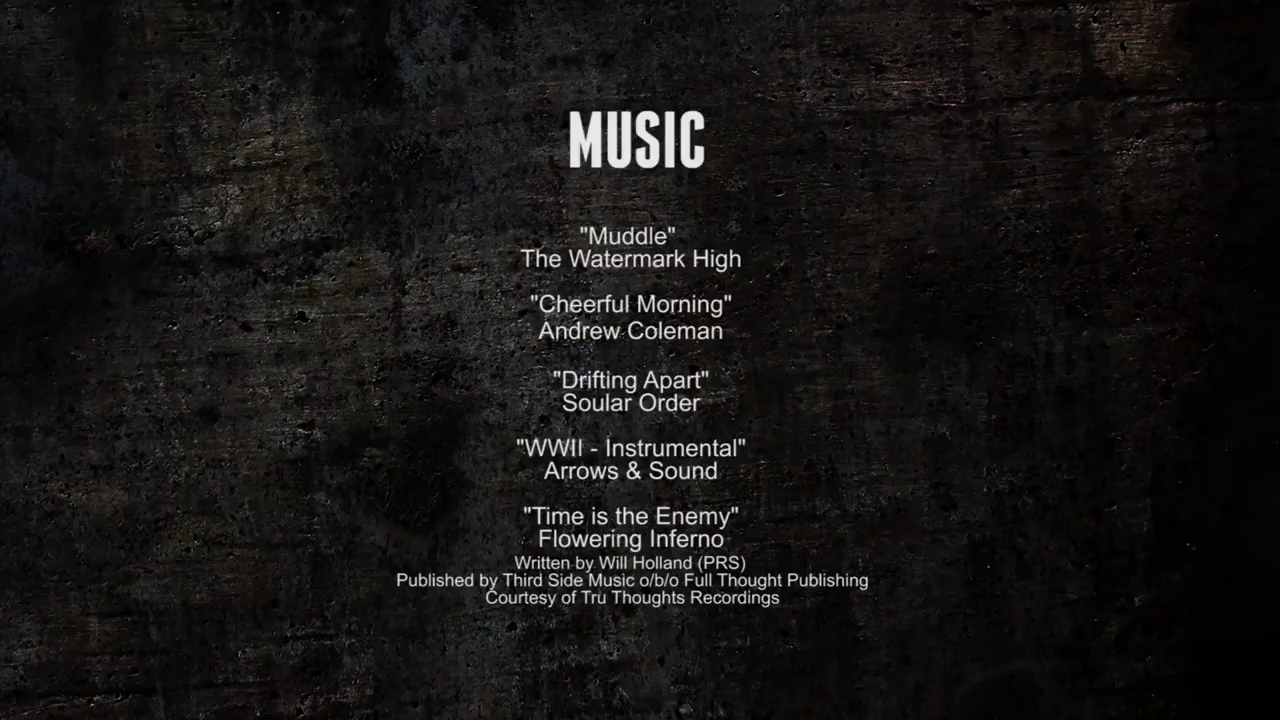 MUSIC
"Muddle"
The Watermark High
"Cheerful Morning"
Andrew Coleman
"Drifting Apart"
Soular Order
"WWII - Instrumental"
Arrows & Sound
"Time is the Enemy"
Flowering Inferno
Written by Will Holland (PRS)
Published by Third Side Music o/b/o Full Thought Publishing
Courtesy of Tru Thoughts Recordings